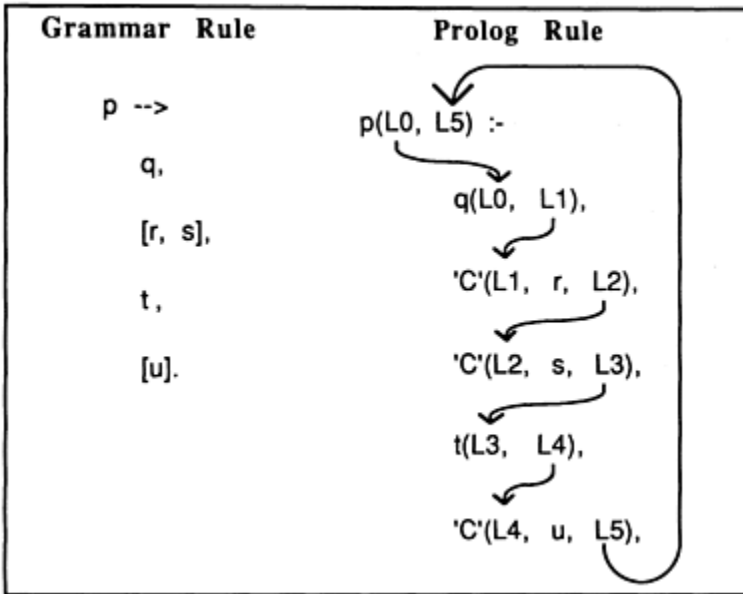 Grammar Rule
Prolog Rule
p -->
q,
[r, s],
t,
[u].
p(L0, L5) :-
q(L0, L1),
'C'(L1, r, L2),
'C'(L2, s, L3),
t(L3, L4),
'C'(L4, u, L5),